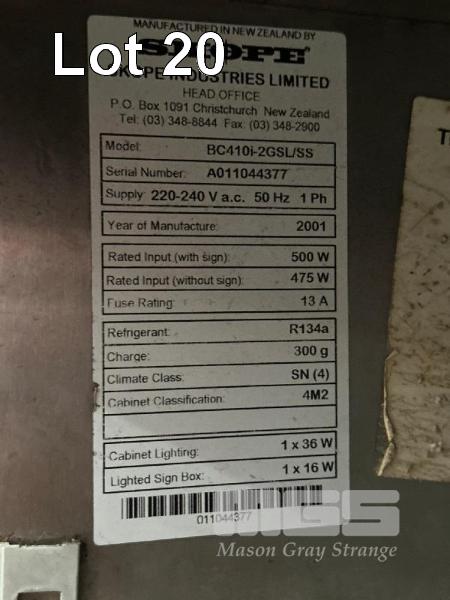 MANUFACTURED IN NEW ZEALAND BY
Lot 20
SKOPE
SKOPE INDUSTRIES LIMITED
HEAD OFFICE
P.O. Box 1091 Christchurch New Zealand
Tel: (03) 348-8844 Fax: (03) 348-2900
Model: BC410i-2GSL/SS
Serial Number: A011044377
Supply: 220-240 V a.c. 50 Hz 1 Ph
Year of Manufacture: 2001
Rated Input (with sign): 500 W
Rated Input (without sign): 475 W
Fuse Rating: 13 A
Refrigerant: R134a
Charge: 300 g
Climate Class: SN (4)
Cabinet Classification: 4M2
Cabinet Lighting: 1 x 36 W
Lighted Sign Box: 1 x 16 W
011044377
MGS
Mason Gray Strange